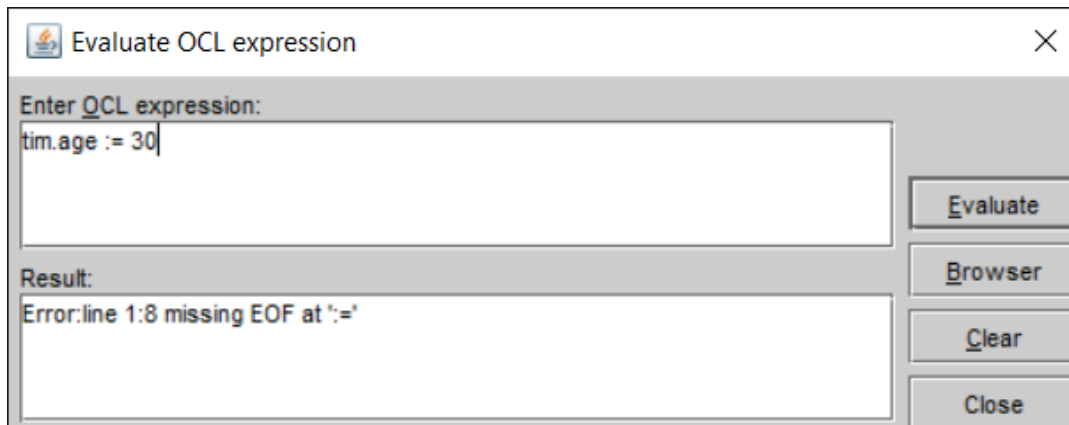 Evaluate OCL expression
Enter OCL expression:
tim.age := 30
Evaluate
Browser
Result:
Error:line 1:8 missing EOF at ':='
Clear
Close